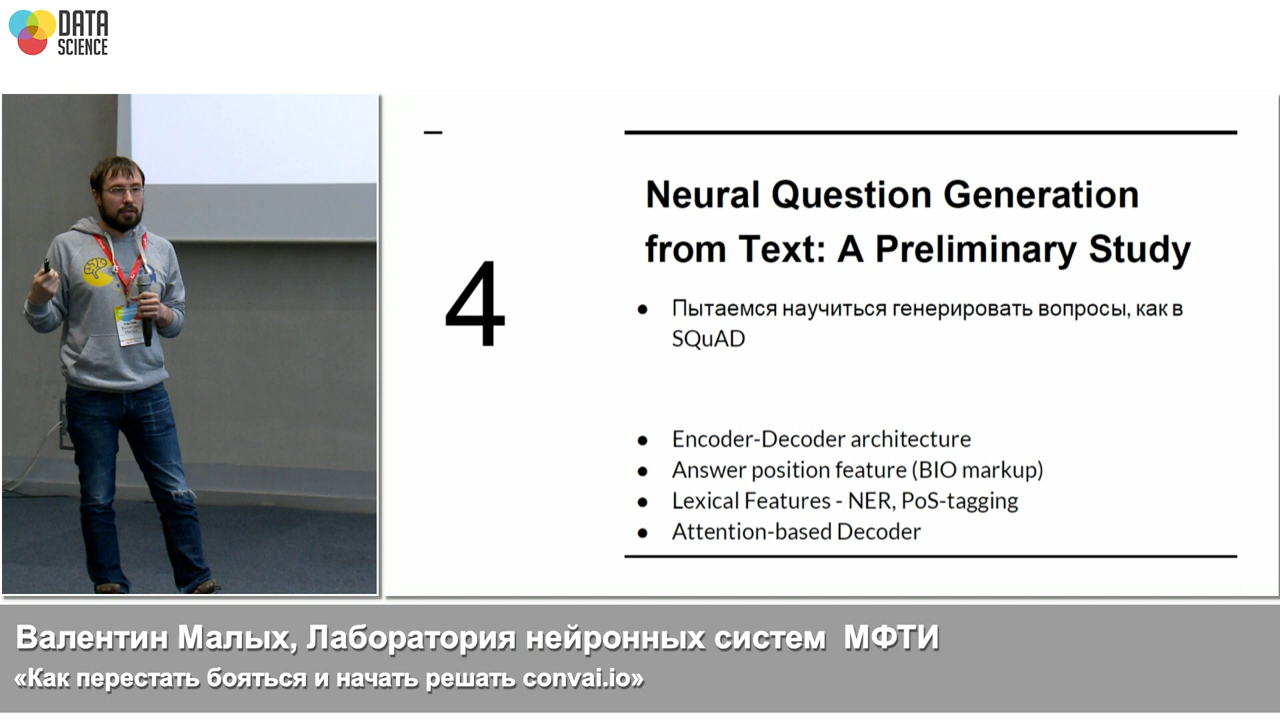 DATA
SCIENCE
4
Neural Question Generation
from Text: A Preliminary Study
● Пытаемся научиться генерировать вопросы, как в
SQuAD
● Encoder-Decoder architecture
● Answer position feature (BIO markup)
● Lexical Features - NER, PoS-tagging
● Attention-based Decoder
Валентин Малых, Лаборатория нейронных систем МФТИ
«Как перестать бояться и начать решать convai.io»